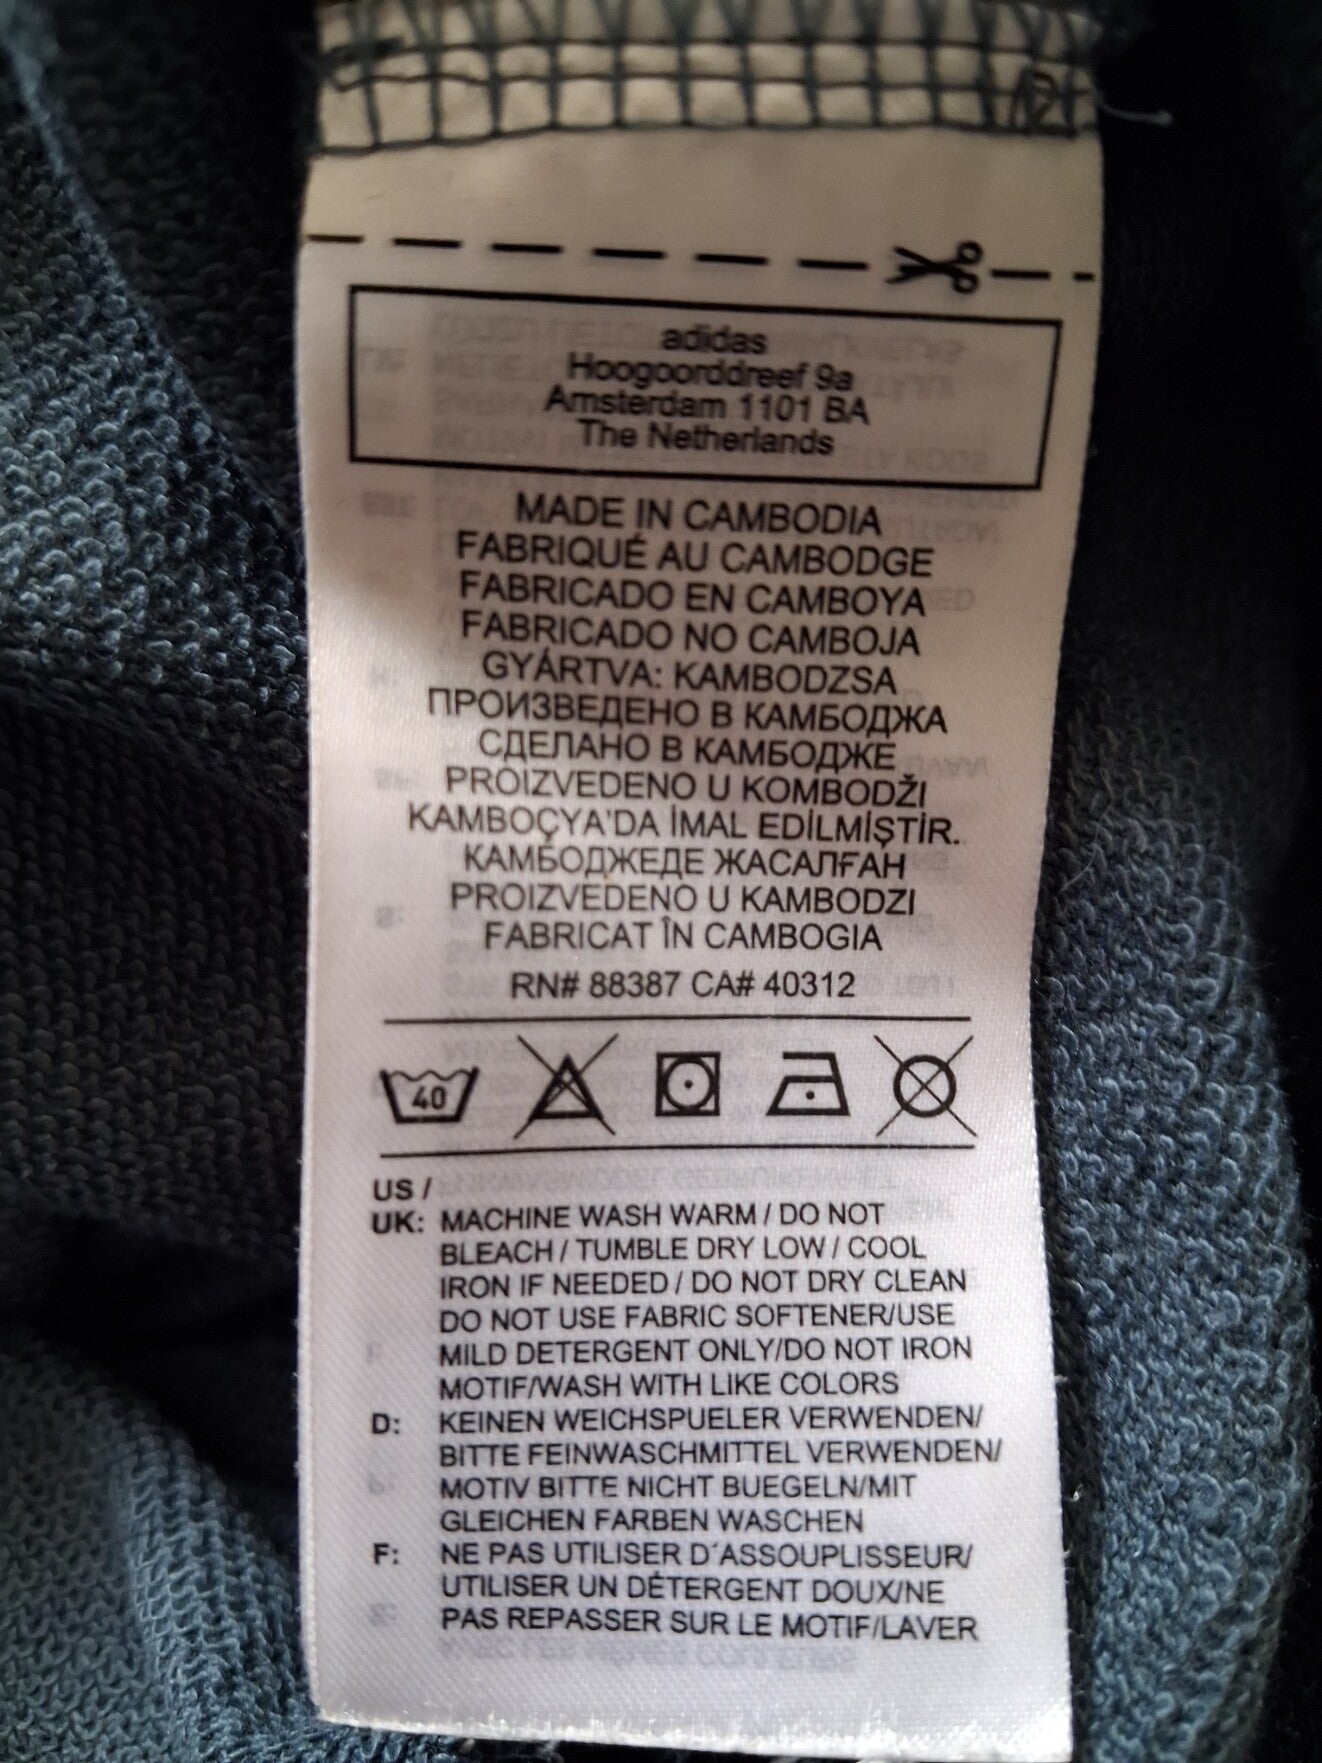 adidas
Hoogoorddreef 9a
Amsterdam 1101 BA
The Netherlands
MADE IN CAMBODIA
FABRIQUÉ AU CAMBODGE
FABRICADO EN CAMBOYA
FABRICADO NO CAMBOJA
GYÁRTVA: KAMBODZSA
ПРОИЗВЕДЕНО В КАМБОДЖА
СДЕЛАНО В КАМБОДЖЕ
PROIZVEDENO U KOMBODŽI
KAMBOÇYA'DA İMAL EDİLMİŞTİR.
КАМБОДЖЕДЕ ЖАСАЛҒАН
PROIZVEDENO U KAMBODZI
FABRICAT ÎN CAMBOGIA
RN# 88387 CA# 40312
40
US /
UK: MACHINE WASH WARM / DO NOT
BLEACH / TUMBLE DRY LOW / COOL
IRON IF NEEDED / DO NOT DRY CLEAN
DO NOT USE FABRIC SOFTENER/USE
MILD DETERGENT ONLY/DO NOT IRON
MOTIF/WASH WITH LIKE COLORS
D: KEINEN WEICHSPUELER VERWENDEN/
BITTE FEINWASCHMITTEL VERWENDEN/
MOTIV BITTE NICHT BUEGELN/MIT
GLEICHEN FARBEN WASCHEN
F: NE PAS UTILISER D´ASSOUPLISSEUR/
UTILISER UN DÉTERGENT DOUX/NE
PAS REPASSER SUR LE MOTIF/LAVER